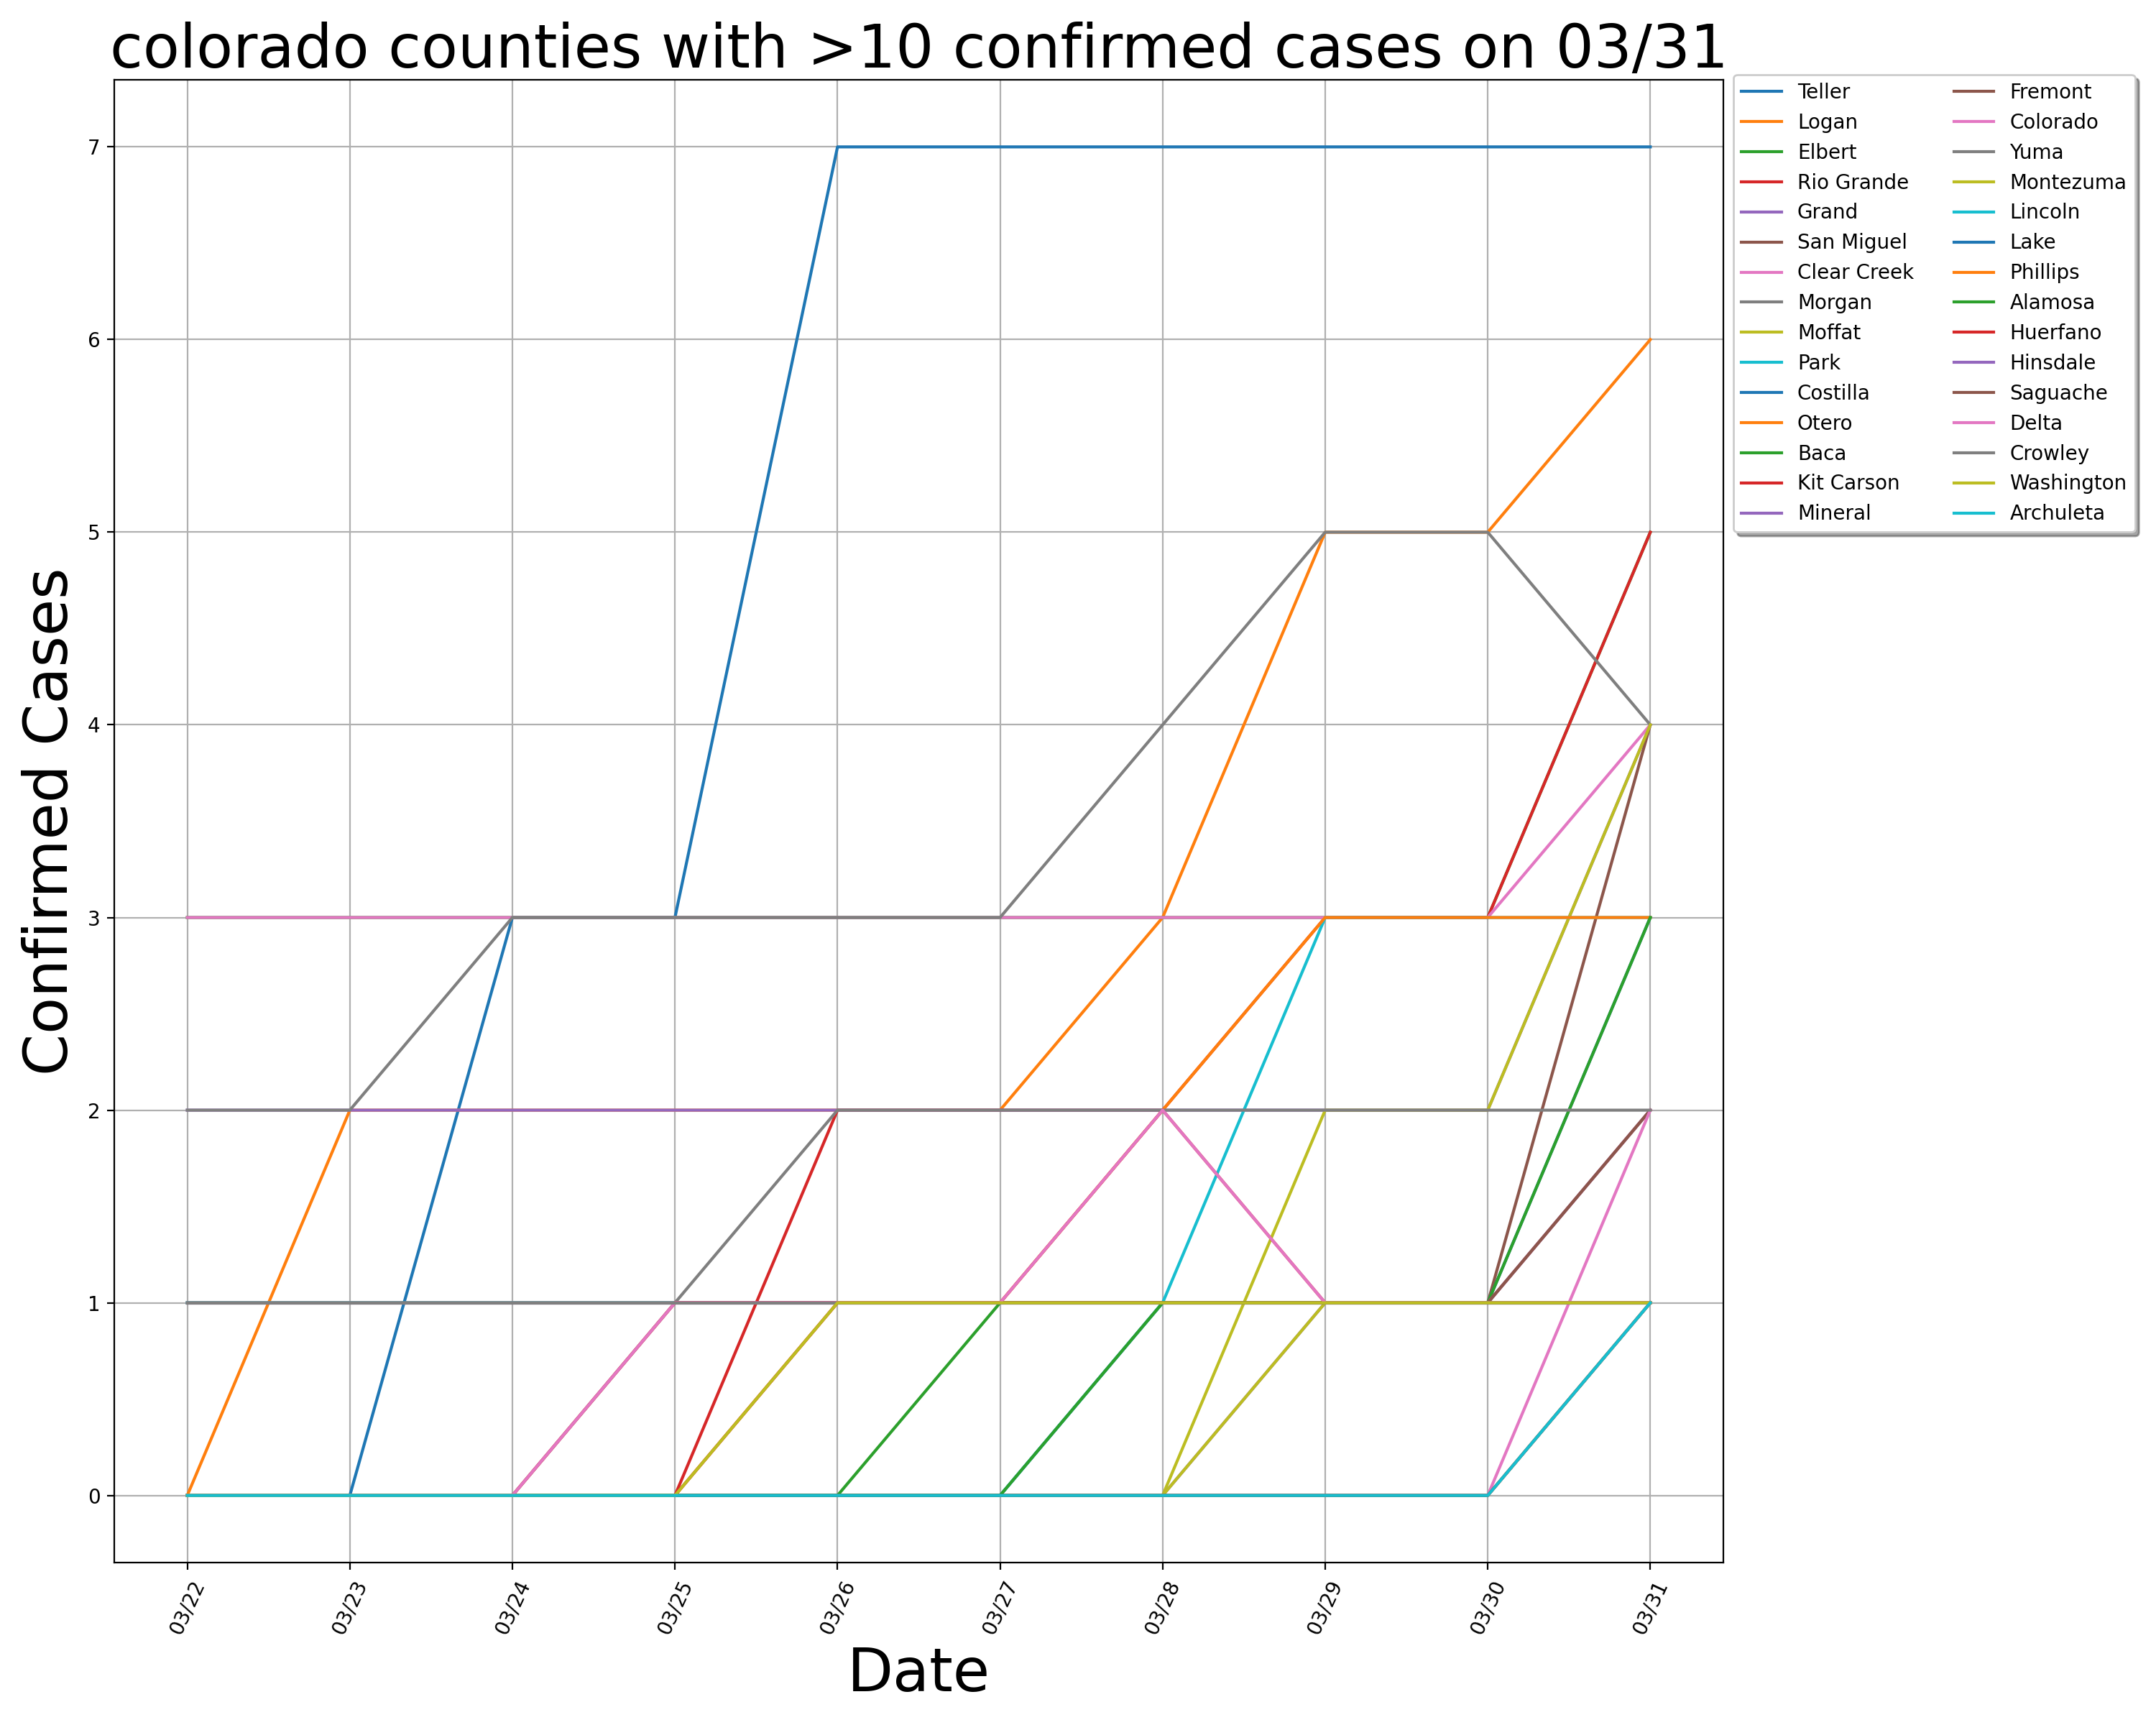 colorado counties with >10 confirmed cases on 03/31
Confirmed Cases
7
6
5
4
3
2
1
0
03/22
03/23
03/24
03/25
03/26
03/27
03/28
03/29
03/30
03/31
Date
Teller
Logan
Elbert
Rio Grande
Grand
San Miguel
Clear Creek
Morgan
Moffat
Park
Costilla
Otero
Baca
Kit Carson
Mineral
Fremont
Colorado
Yuma
Montezuma
Lincoln
Lake
Phillips
Alamosa
Huerfano
Hinsdale
Saguache
Delta
Crowley
Washington
Archuleta